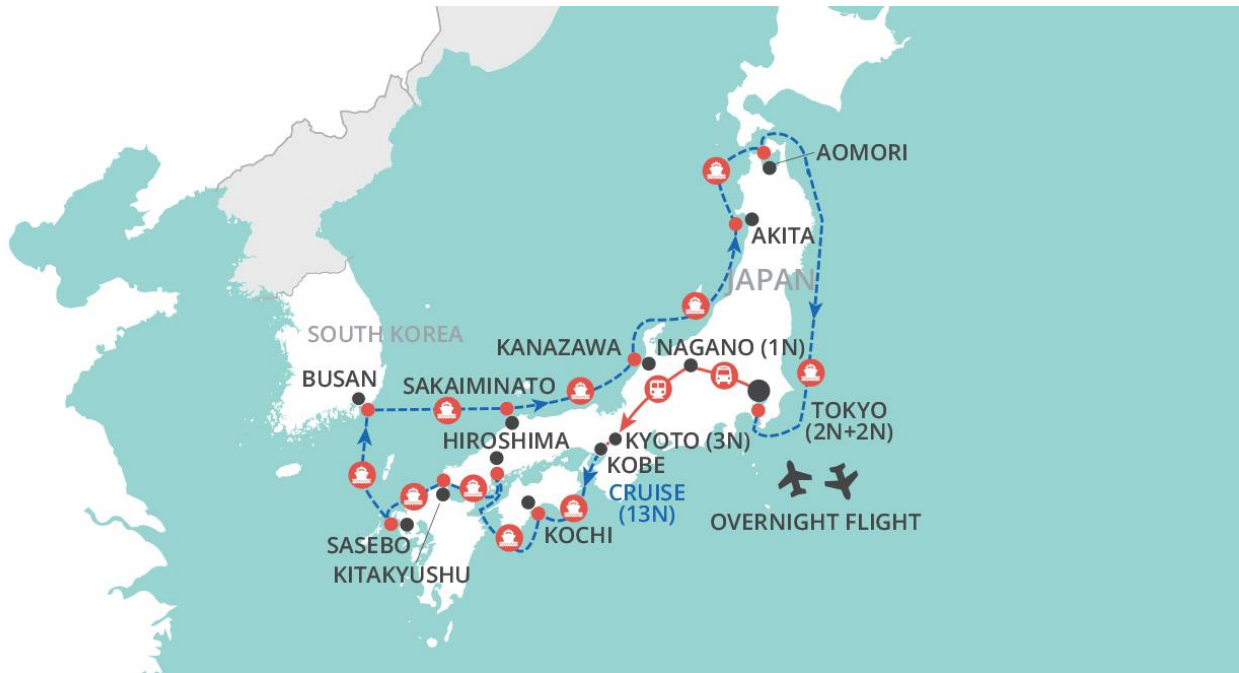 AOMORI
AKITA
JAPAN
SOUTH KOREA
KANAZAWA
NAGANO (1N)
BUSAN
SAKAIMINATO
TOKYO
(2N+2N)
HIROSHIMA
KYOTO (3N)
KOBE
CRUISE
(13N)
OVERNIGHT FLIGHT
KOCHI
SASEBO
KITAKYUSHU